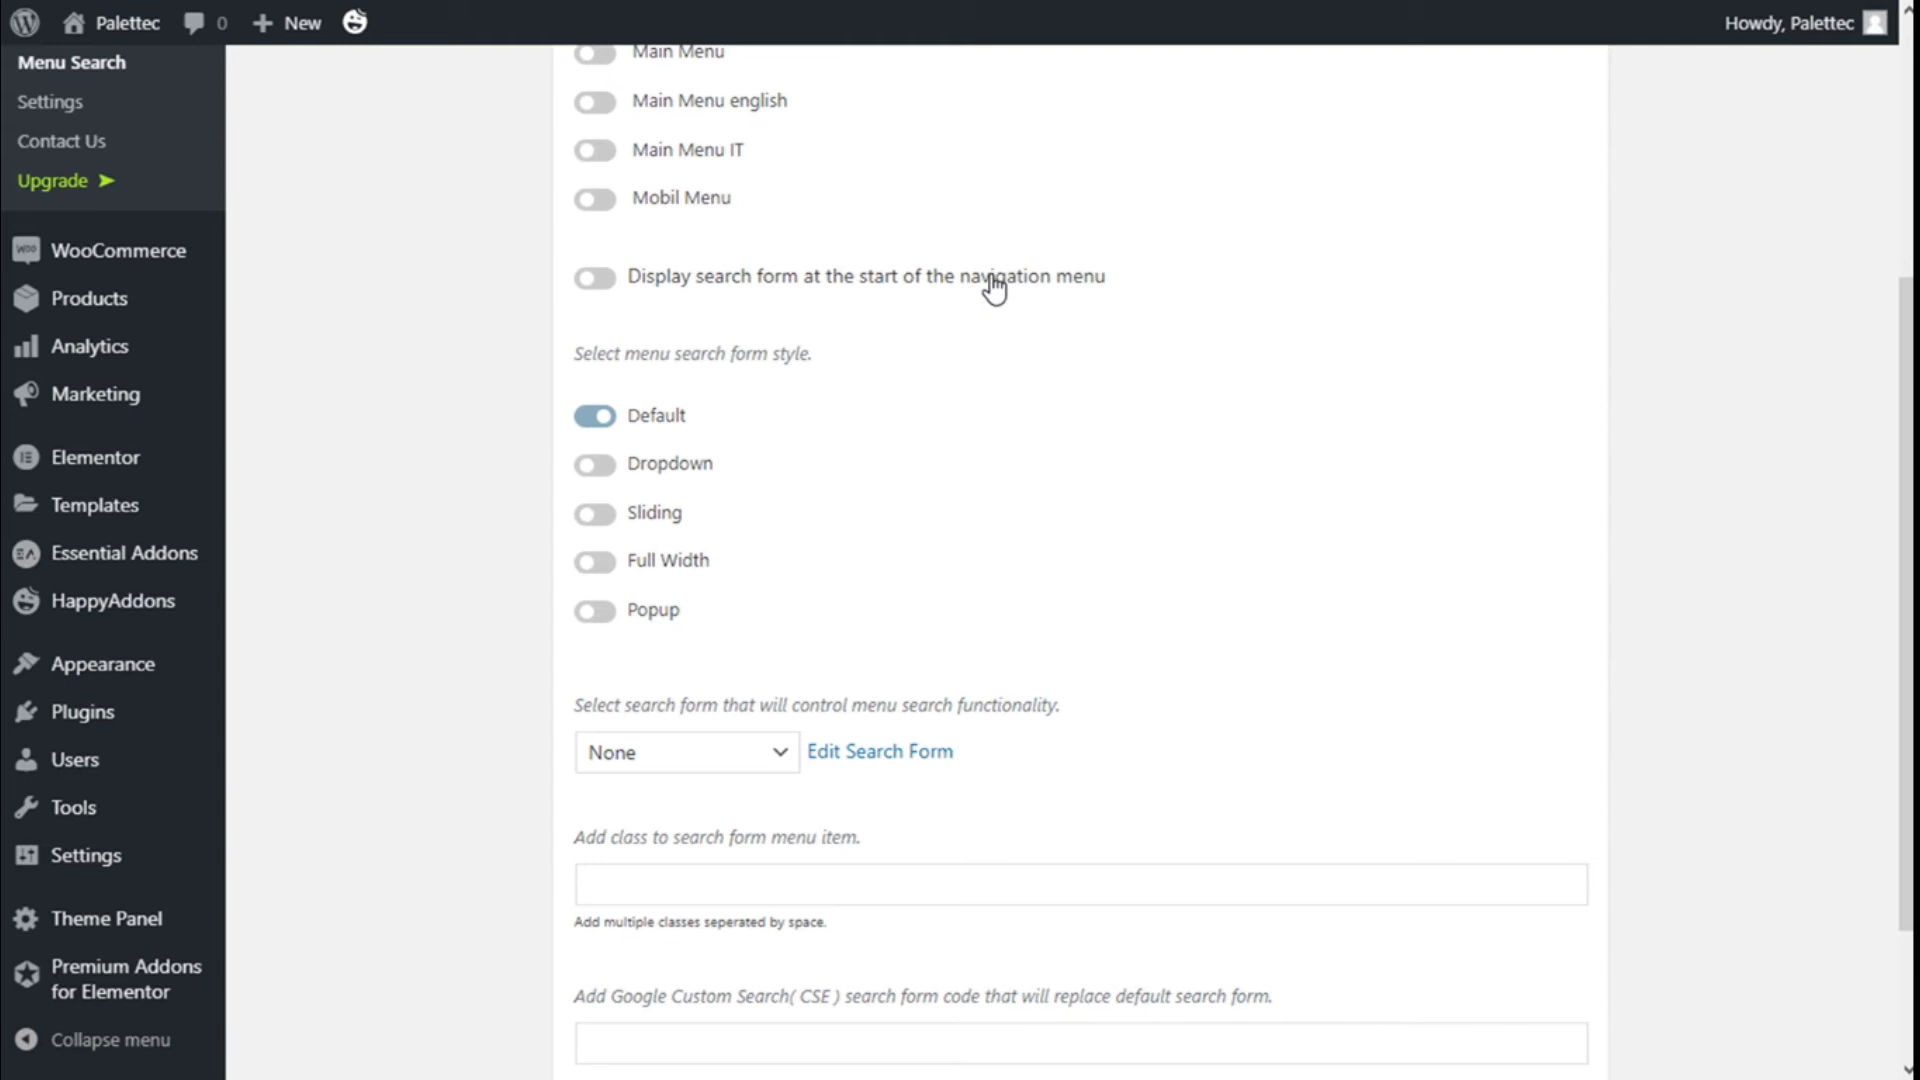 Palettec
0
New
Howdy, Palettec
Menu Search
Settings
Contact Us
Upgrade ➤
WooCommerce
Products
Analytics
Marketing
Elementor
Templates
Essential Addons
HappyAddons
Appearance
Plugins
Users
Tools
Settings
Theme Panel
Premium Addons
for Elementor
Collapse menu
Main Menu
Main Menu english
Main Menu IT
Mobil Menu
Display search form at the start of the navigation menu
Select menu search form style.
Default
Dropdown
Sliding
Full Width
Popup
Select search form that will control menu search functionality.
None
Edit Search Form
Add class to search form menu item.
Add multiple classes seperated by space.
Add Google Custom Search( CSE ) search form code that will replace default search form.